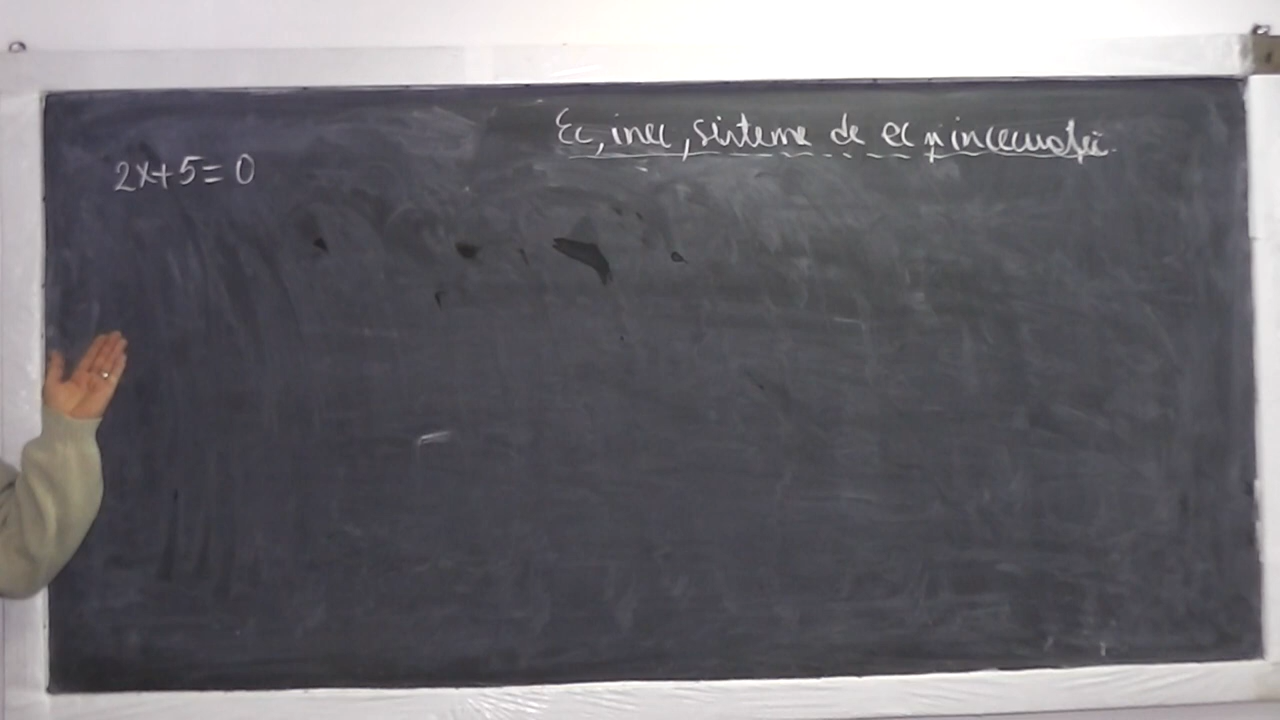 Ec, inec, sisteme de ec și inecuații.
2x+5=0